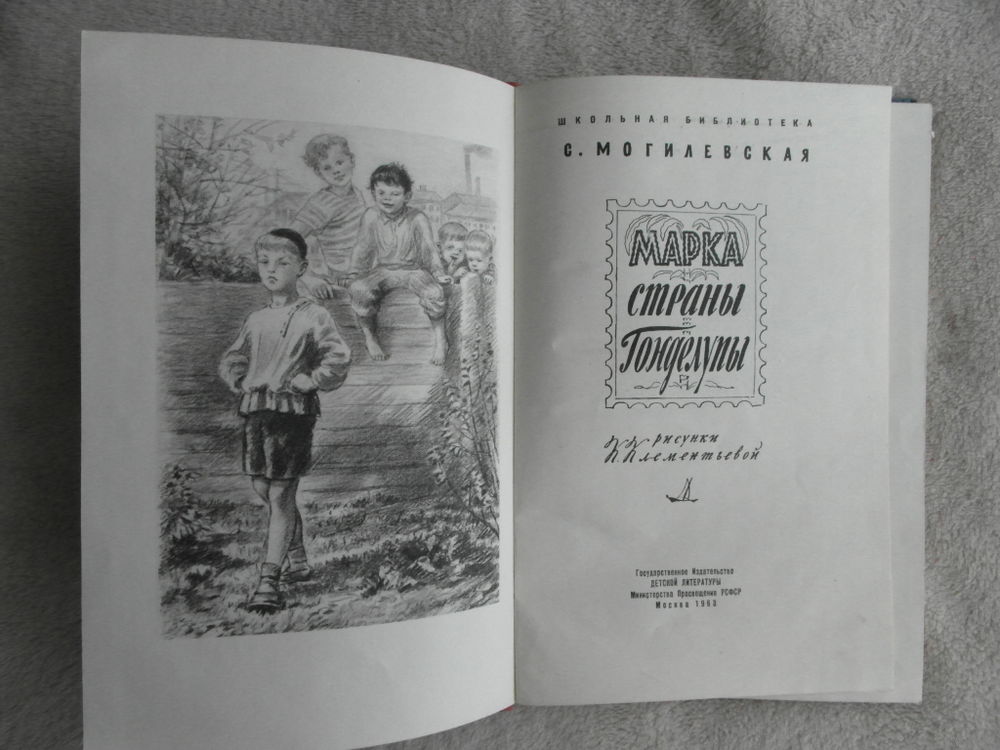 ШКОЛЬНАЯ БИБЛИОТЕКА
С. МОГИЛЕВСКАЯ
МАРКА
СТРАНЫ
Гонделупы
рисунки
К. Клементьевой
Государственное Издательство
ДЕТСКОЙ ЛИТЕРАТУРЫ
Министерства Просвещения РСФСР
Москва 1963